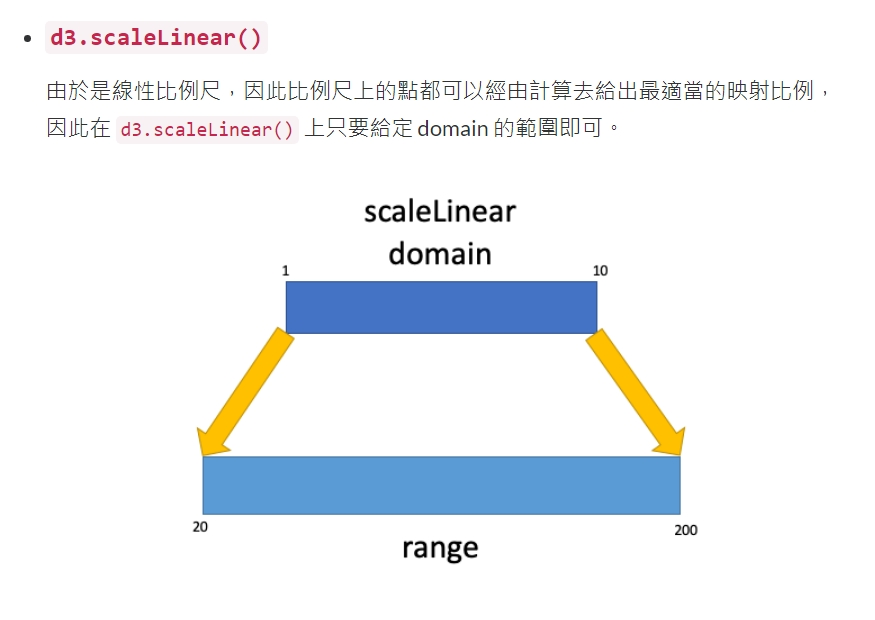 d3.scaleLinear()
由於是線性比例尺，因此比例尺上的點都可以經由計算去給出最適當的映射比例，
因此在 d3.scaleLinear() 上只要給定 domain 的範圍即可。
scaleLinear
domain
1
10
20
200
range